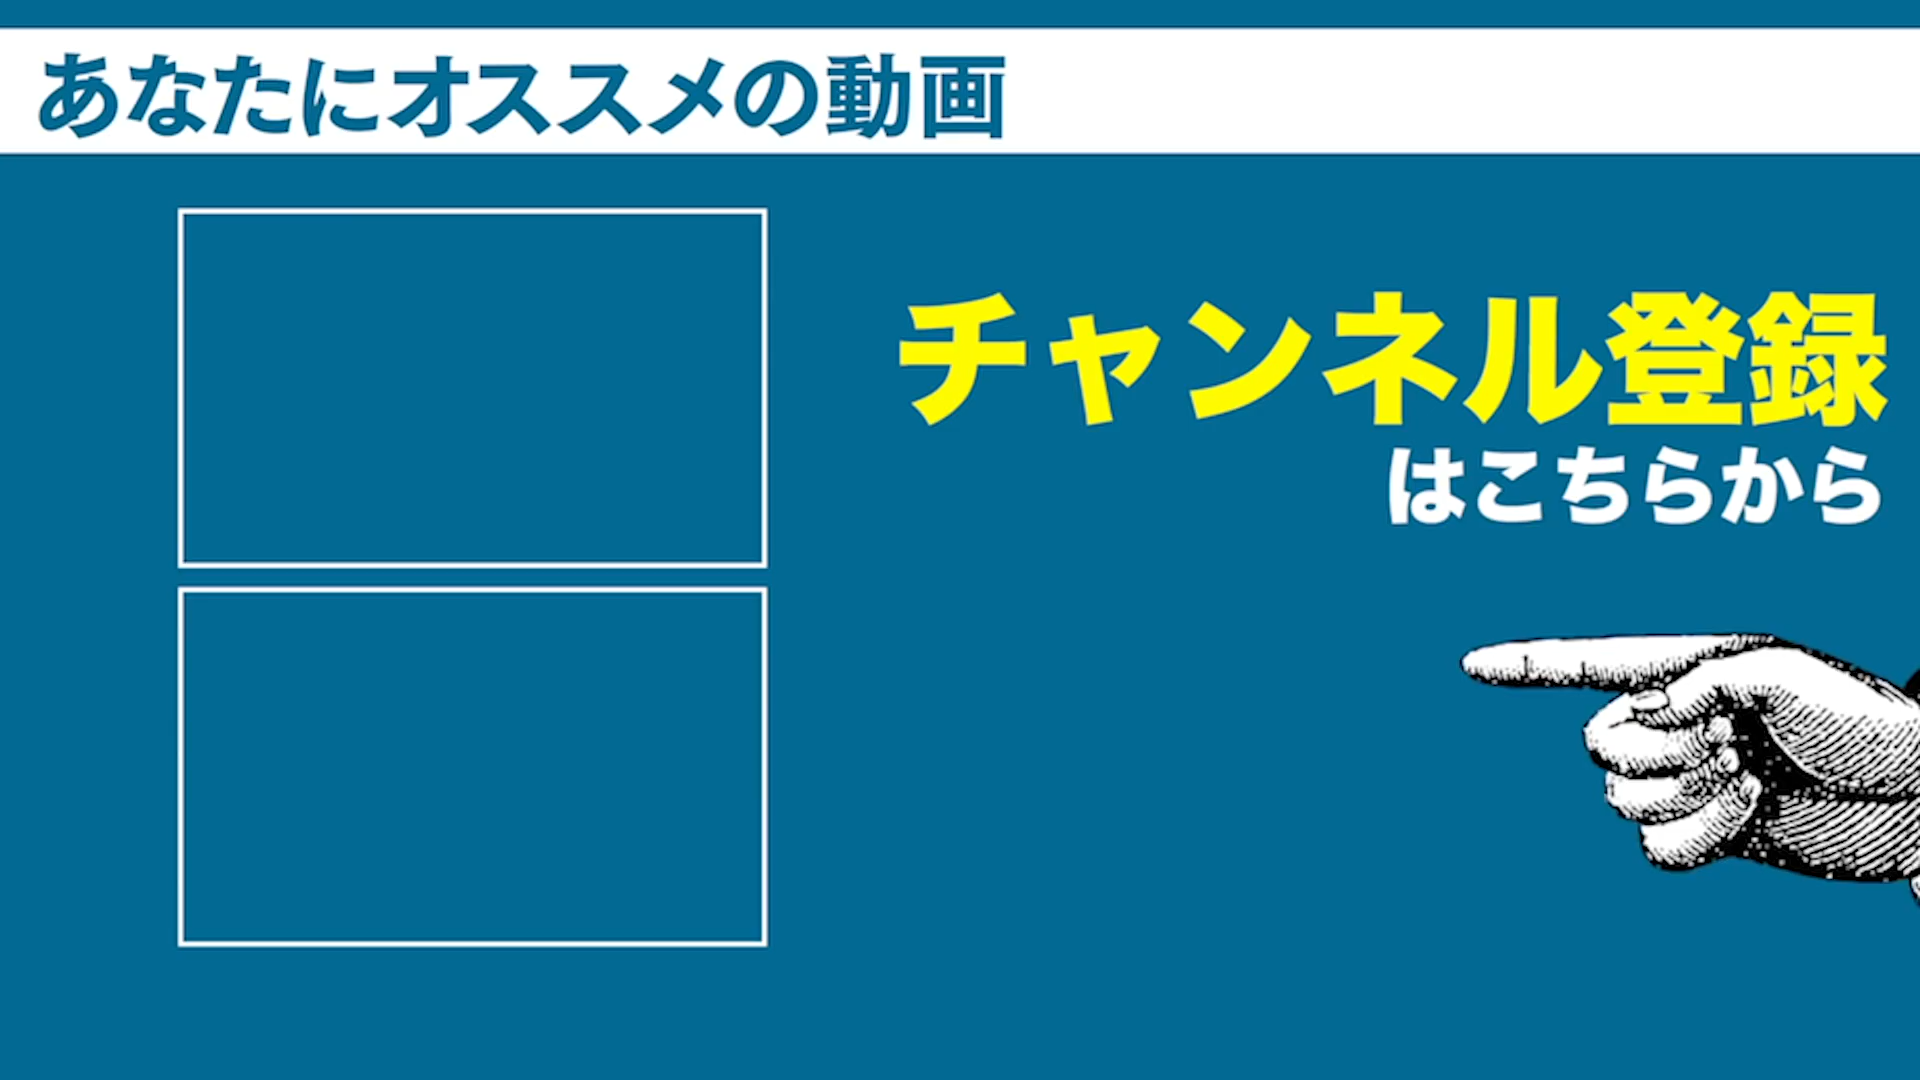 あなたにオススメの動画
チャンネル登録
はこちらから